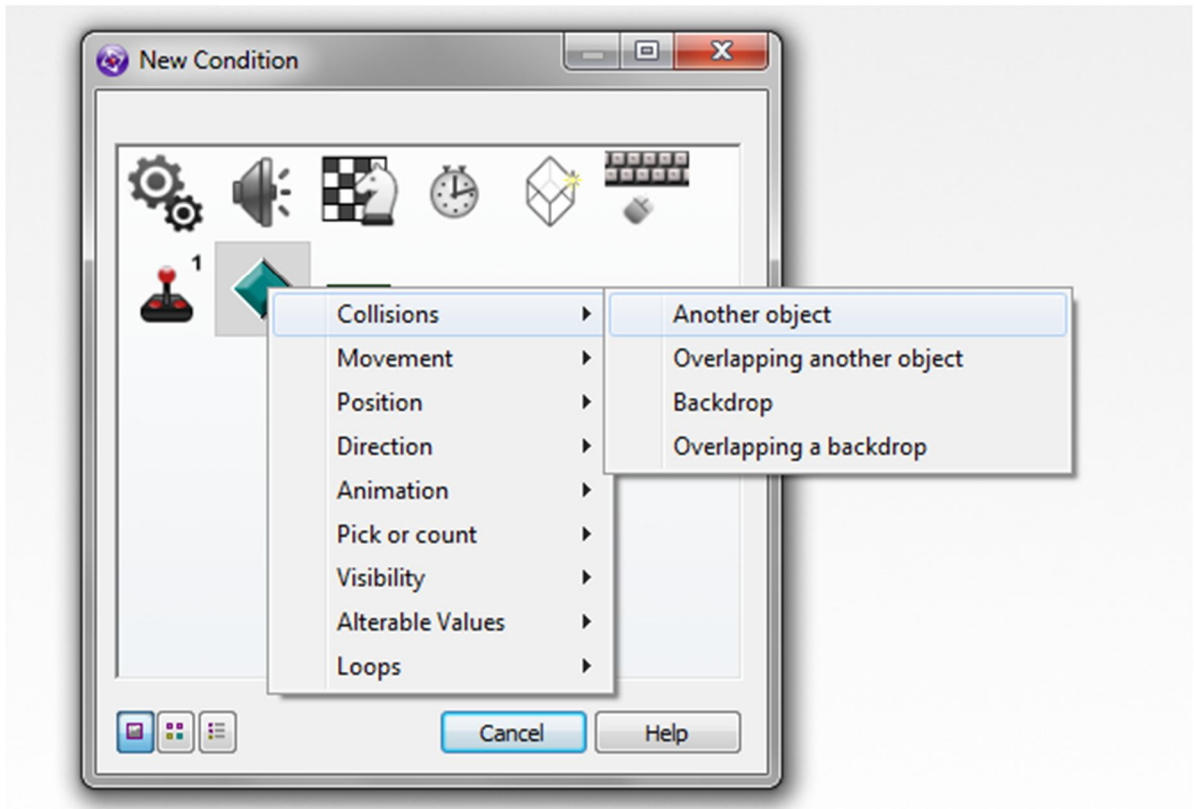 New Condition
1
Collisions
Movement
Position
Direction
Animation
Pick or count
Visibility
Alterable Values
Loops
Another object
Overlapping another object
Backdrop
Overlapping a backdrop
Cancel
Help